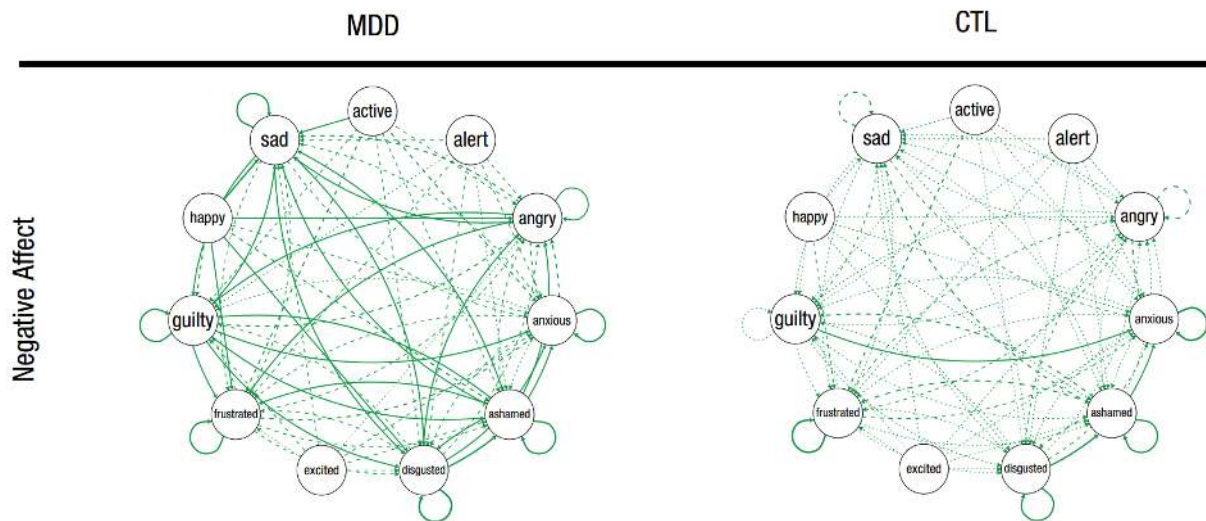 MDD
CTL
Negative Affect
active
sad
alert
happy
angry
guilty
anxious
frustrated
ashamed
excited
disgusted
active
sad
alert
happy
angry
guilty
anxious
frustrated
ashamed
excited
disgusted